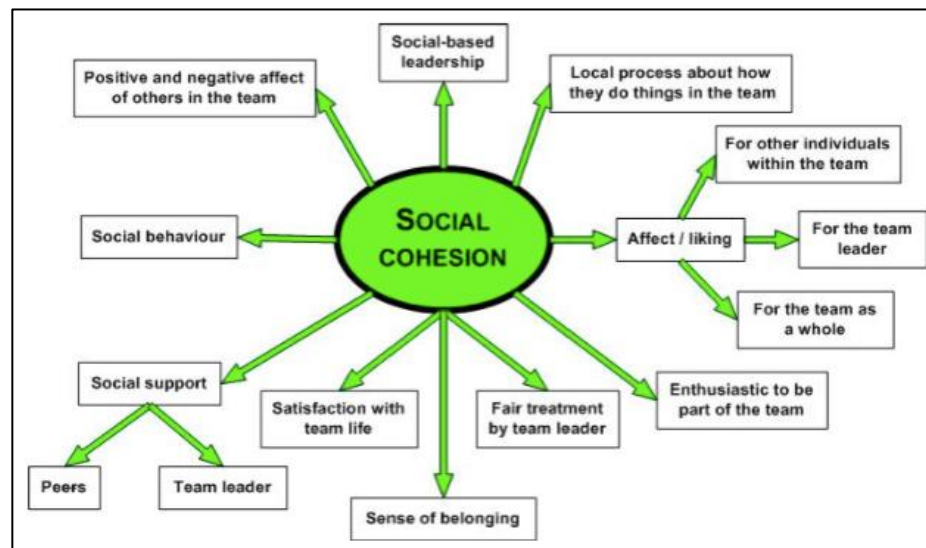 Social-based
leadership
Positive and negative affect
of others in the team
Local process about how
they do things in the team
For other individuals
within the team
SOCIAL
COHESION
Social behaviour
Affect / liking
For the team
leader
For the team as
a whole
Social support
Satisfaction with
team life
Fair treatment
by team leader
Enthusiastic to be
part of the team
Peers
Team leader
Sense of belonging